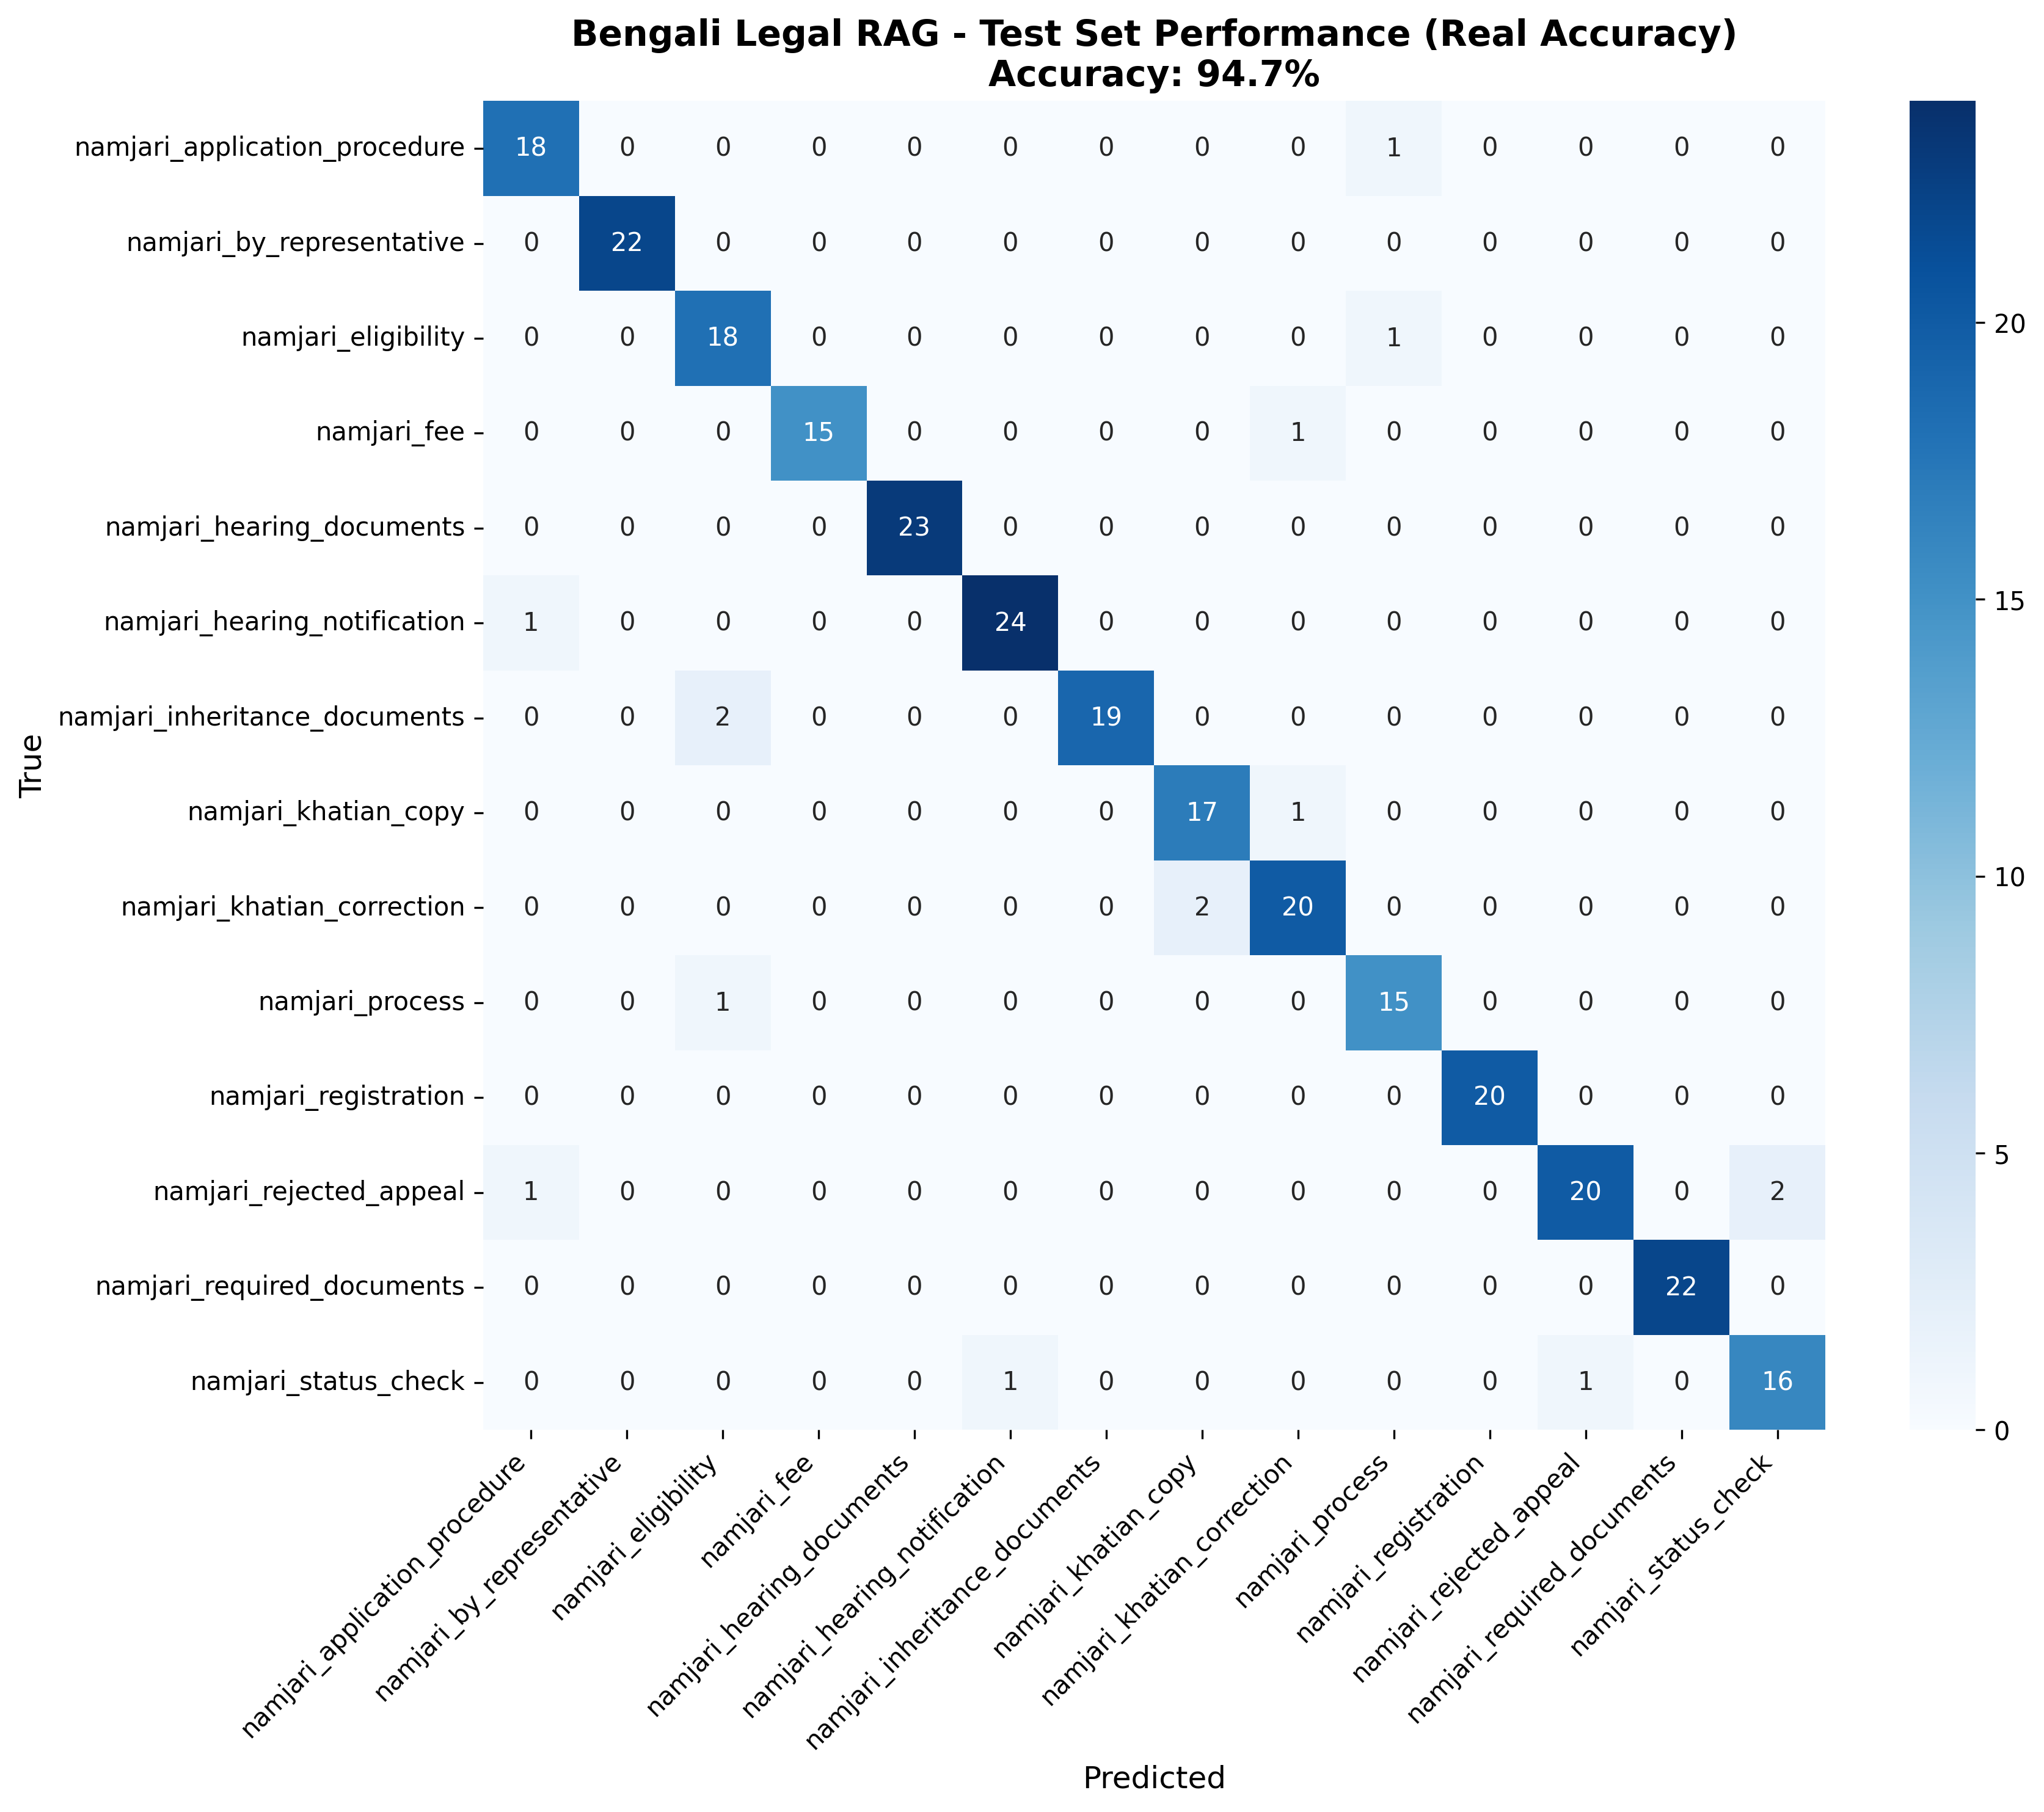 Bengali Legal RAG - Test Set Performance (Real Accuracy)
Accuracy: 94.7%
namjari_application_procedure 18 0 0 0 0 0 0 0 0 1 0 0 0 0
namjari_by_representative 0 22 0 0 0 0 0 0 0 0 0 0 0 0
namjari_eligibility 0 0 18 0 0 0 0 0 0 1 0 0 0 0
namjari_fee 0 0 0 15 0 0 0 0 1 0 0 0 0 0
namjari_hearing_documents 0 0 0 0 23 0 0 0 0 0 0 0 0 0
namjari_hearing_notification 1 0 0 0 0 24 0 0 0 0 0 0 0 0
namjari_inheritance_documents 0 0 2 0 0 0 19 0 0 0 0 0 0 0
namjari_khatian_copy 0 0 0 0 0 0 0 17 1 0 0 0 0 0
namjari_khatian_correction 0 0 0 0 0 0 0 2 20 0 0 0 0 0
namjari_process 0 0 1 0 0 0 0 0 0 15 0 0 0 0
namjari_registration 0 0 0 0 0 0 0 0 0 0 20 0 0 0
namjari_rejected_appeal 1 0 0 0 0 0 0 0 0 0 0 20 0 2
namjari_required_documents 0 0 0 0 0 0 0 0 0 0 0 0 22 0
namjari_status_check 0 0 0 0 0 1 0 0 0 0 0 1 0 16
True
namjari_application_procedure
namjari_by_representative
namjari_eligibility
namjari_fee
namjari_hearing_documents
namjari_hearing_notification
namjari_inheritance_documents
namjari_khatian_copy
namjari_khatian_correction
namjari_process
namjari_registration
namjari_rejected_appeal
namjari_required_documents
namjari_status_check
Predicted
20
15
10
5
0